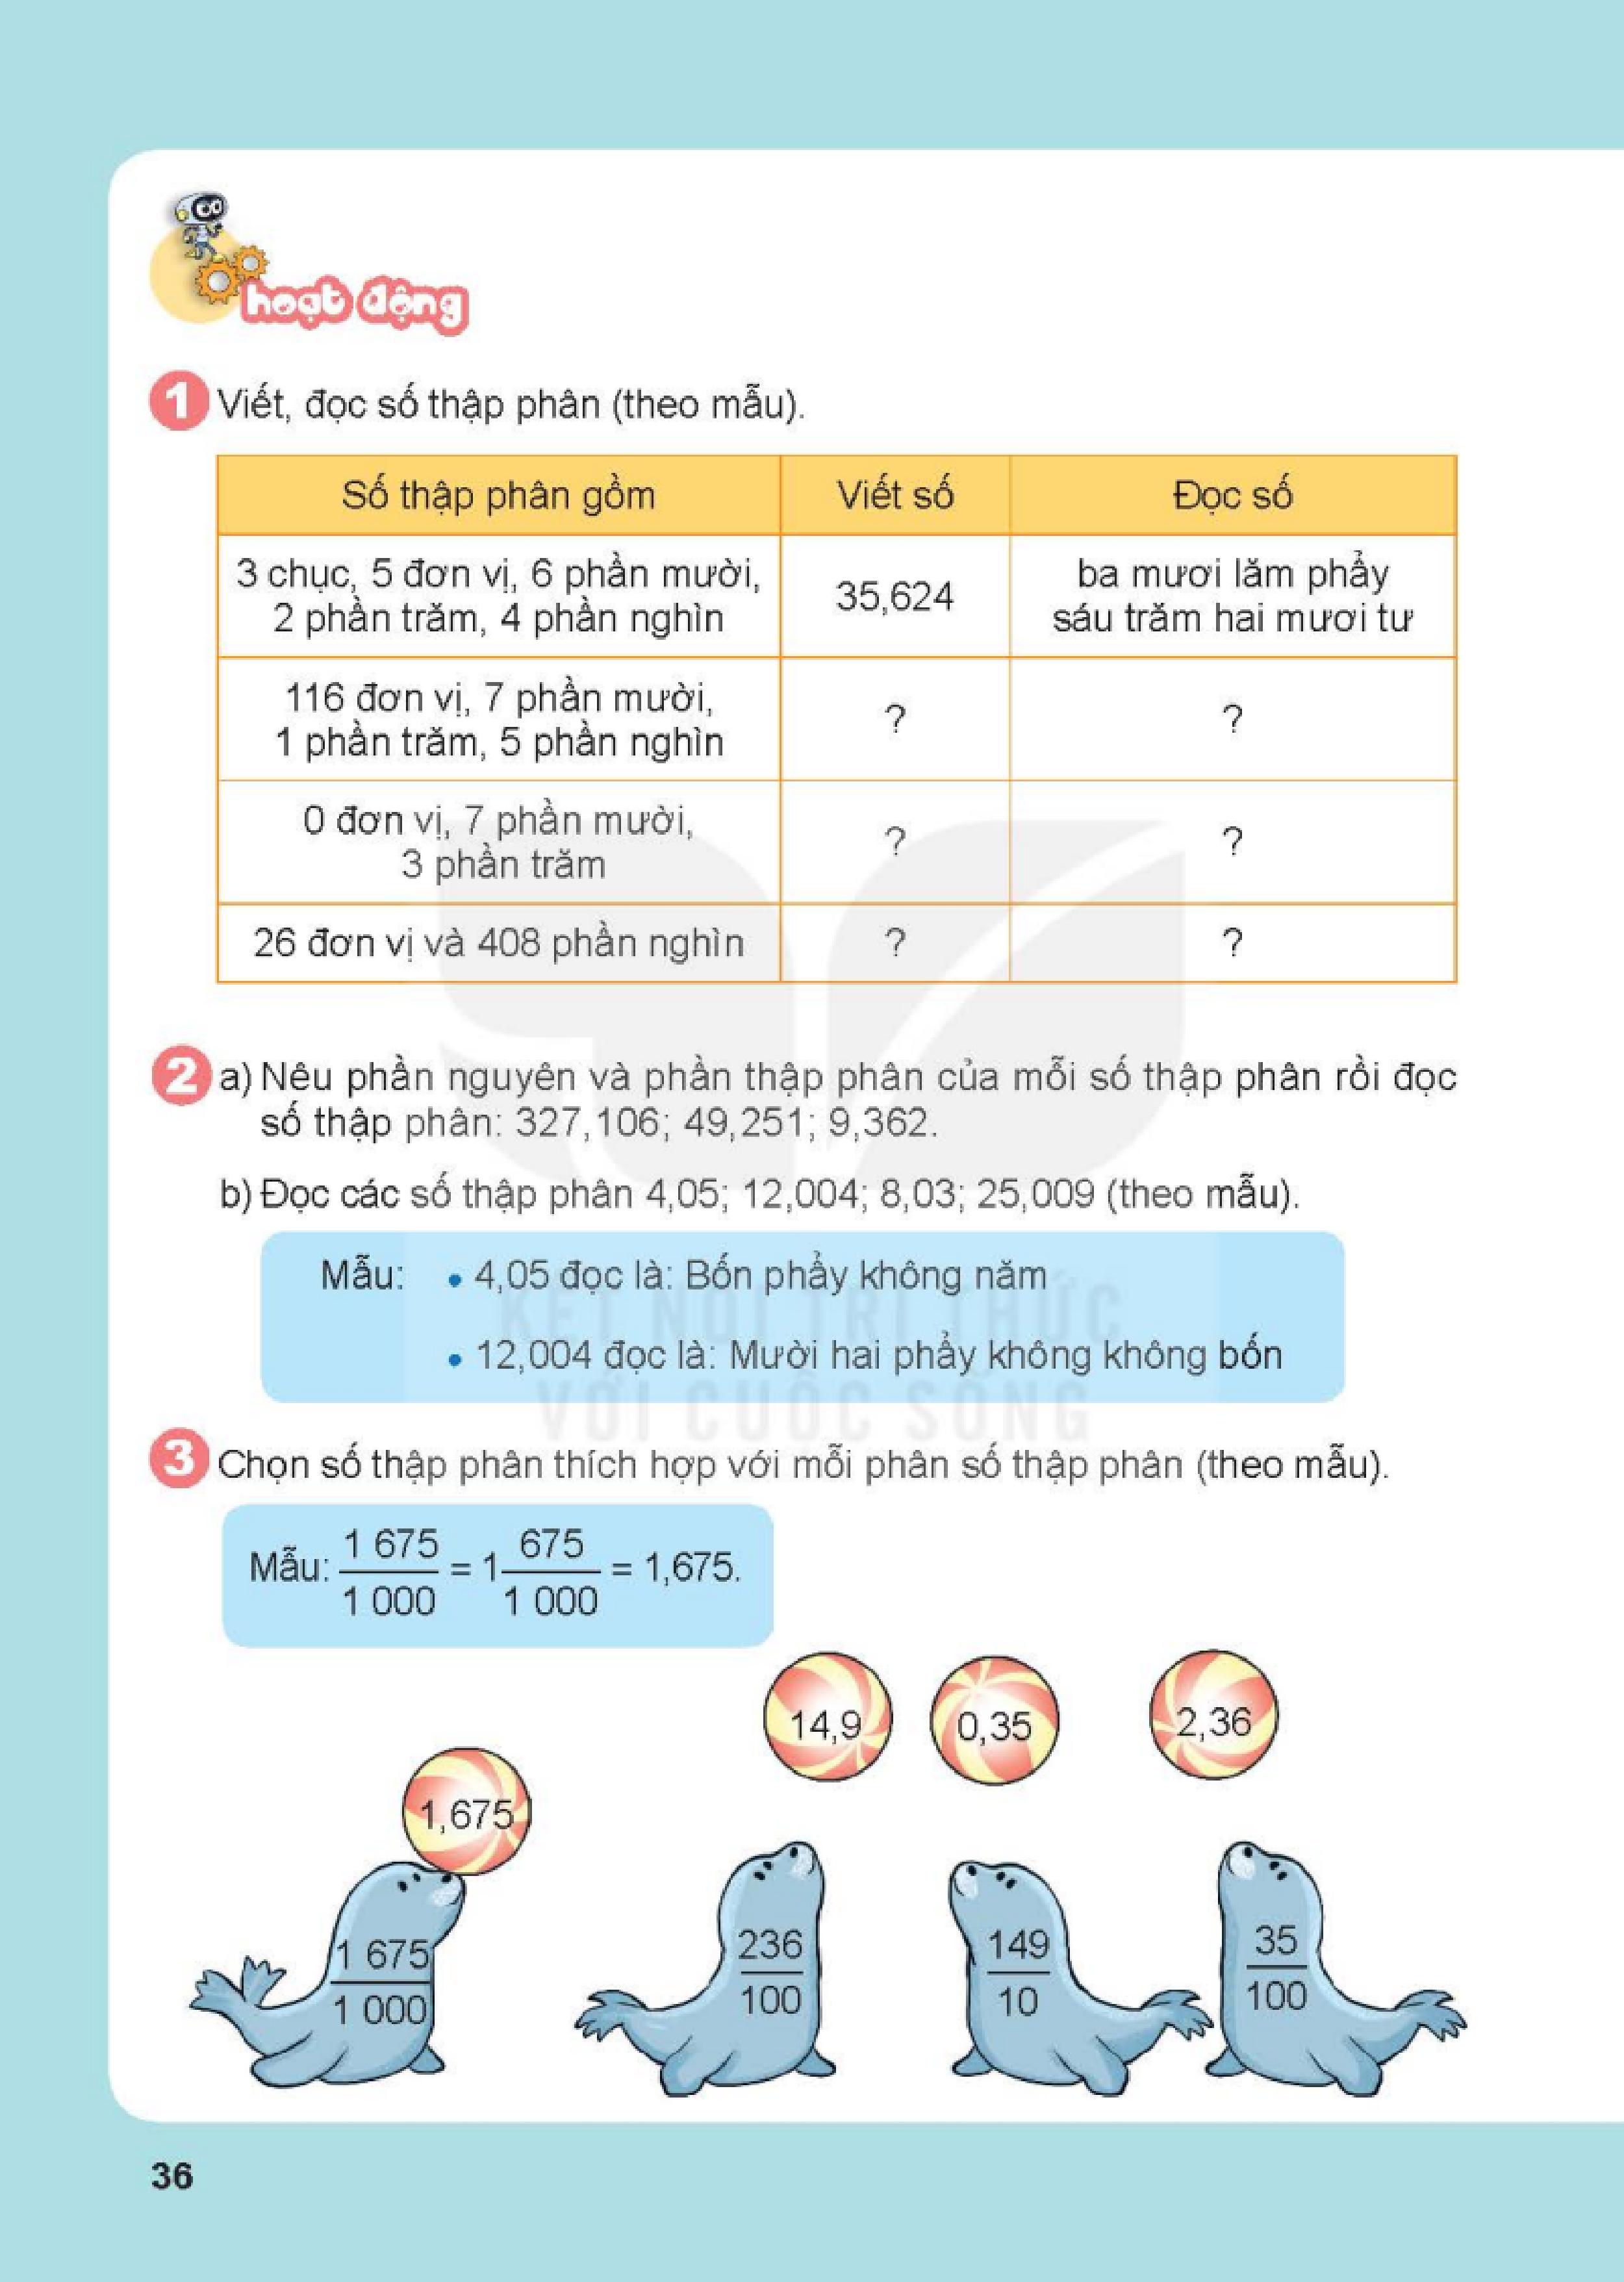 hoạt động
1 Viết, đọc số thập phân (theo mẫu).
Số thập phân gồm Viết số Đọc số
3 chục, 5 đơn vị, 6 phần mười,
2 phần trăm, 4 phần nghìn
35,624
ba mươi lăm phẩy
sáu trăm hai mươi tư
116 đơn vị, 7 phần mười,
1 phần trăm, 5 phần nghìn
? ?
0 đơn vị, 7 phần mười,
3 phần trăm
? ?
26 đơn vị và 408 phần nghìn ? ?
2 a) Nêu phần nguyên và phần thập phân của mỗi số thập phân rồi đọc
số thập phân: 327,106; 49,251; 9,362.
b) Đọc các số thập phân 4,05; 12,004; 8,03; 25,009 (theo mẫu).
Mẫu: • 4,05 đọc là: Bốn phẩy không năm
• 12,004 đọc là: Mười hai phẩy không không bốn
KẾT NỐI TRI THỨC
VỚI CUỘC SỐNG
3 Chọn số thập phân thích hợp với mỗi phân số thập phân (theo mẫu).
Mẫu: 1 675/1 000 = 1 675/1 000 = 1,675.
14,9 0,35 2,36
1,675
1 675/1 000 236/100 149/10 35/100
36